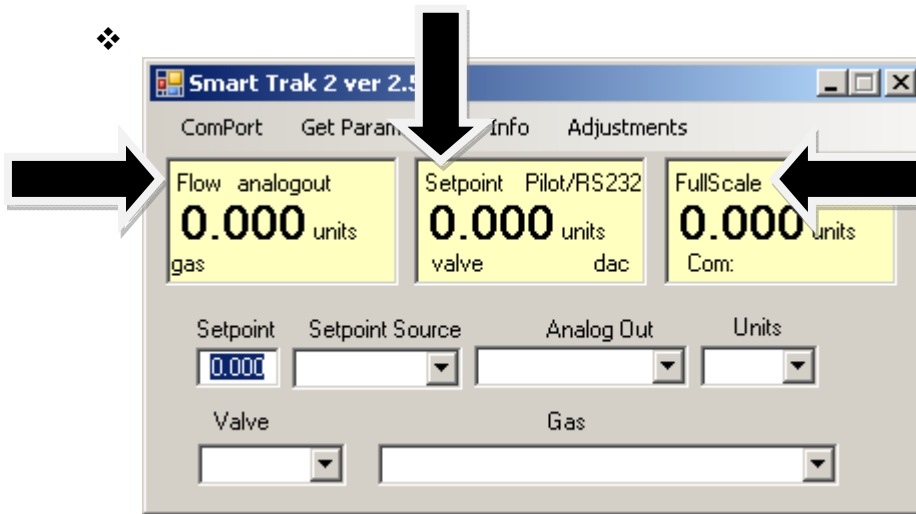 Smart Trak 2 ver 2.5
ComPort Get Param Info Adjustments
Flow analogout Setpoint Pilot/RS232 FullScale
0.000 units 0.000 units 0.000 units
gas valve dac Com:
Setpoint Setpoint Source Analog Out Units
0.000
Valve Gas